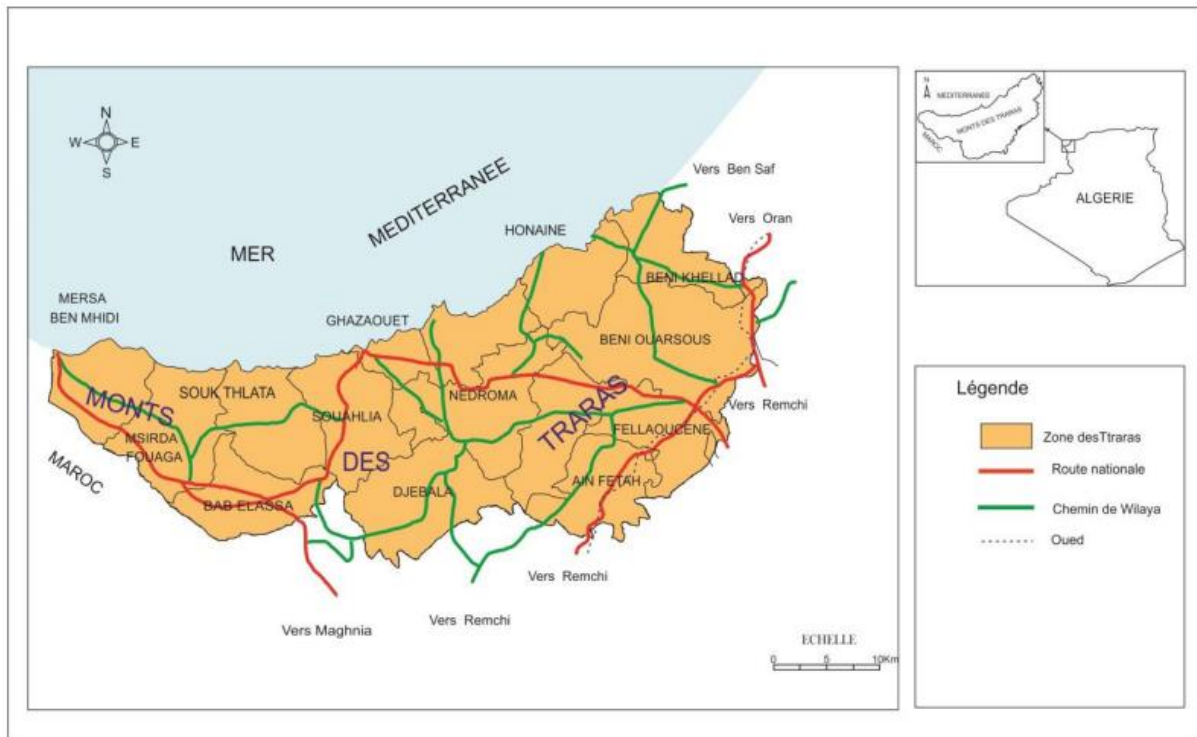 N
W E
S
MER
MEDITERRANEE
Vers Ben Saf
Vers Oran
HONAINE
BENI KHELLAD
MERSA
BEN MHIDI
GHAZAOUET
BENI OUARSOUS
SOUK THLATA
MONTS
NEDROMA
SOUAHLIA
TRARAS
Vers Remchi
MSIRDA
FOUAGA
FELLAOUCENE
MAROC
DES
DJEBALA
AIN FETAH
BAB ELASSA
Vers Remchi
Vers Remchi
Vers Maghnia
ECHELLE
0 5 10Km
N
MEDITERRANEE
MONTS DES TRARAS
MAROC
ALGERIE
Légende
Zone desTtraras
Route nationale
Chemin de Wilaya
Oued